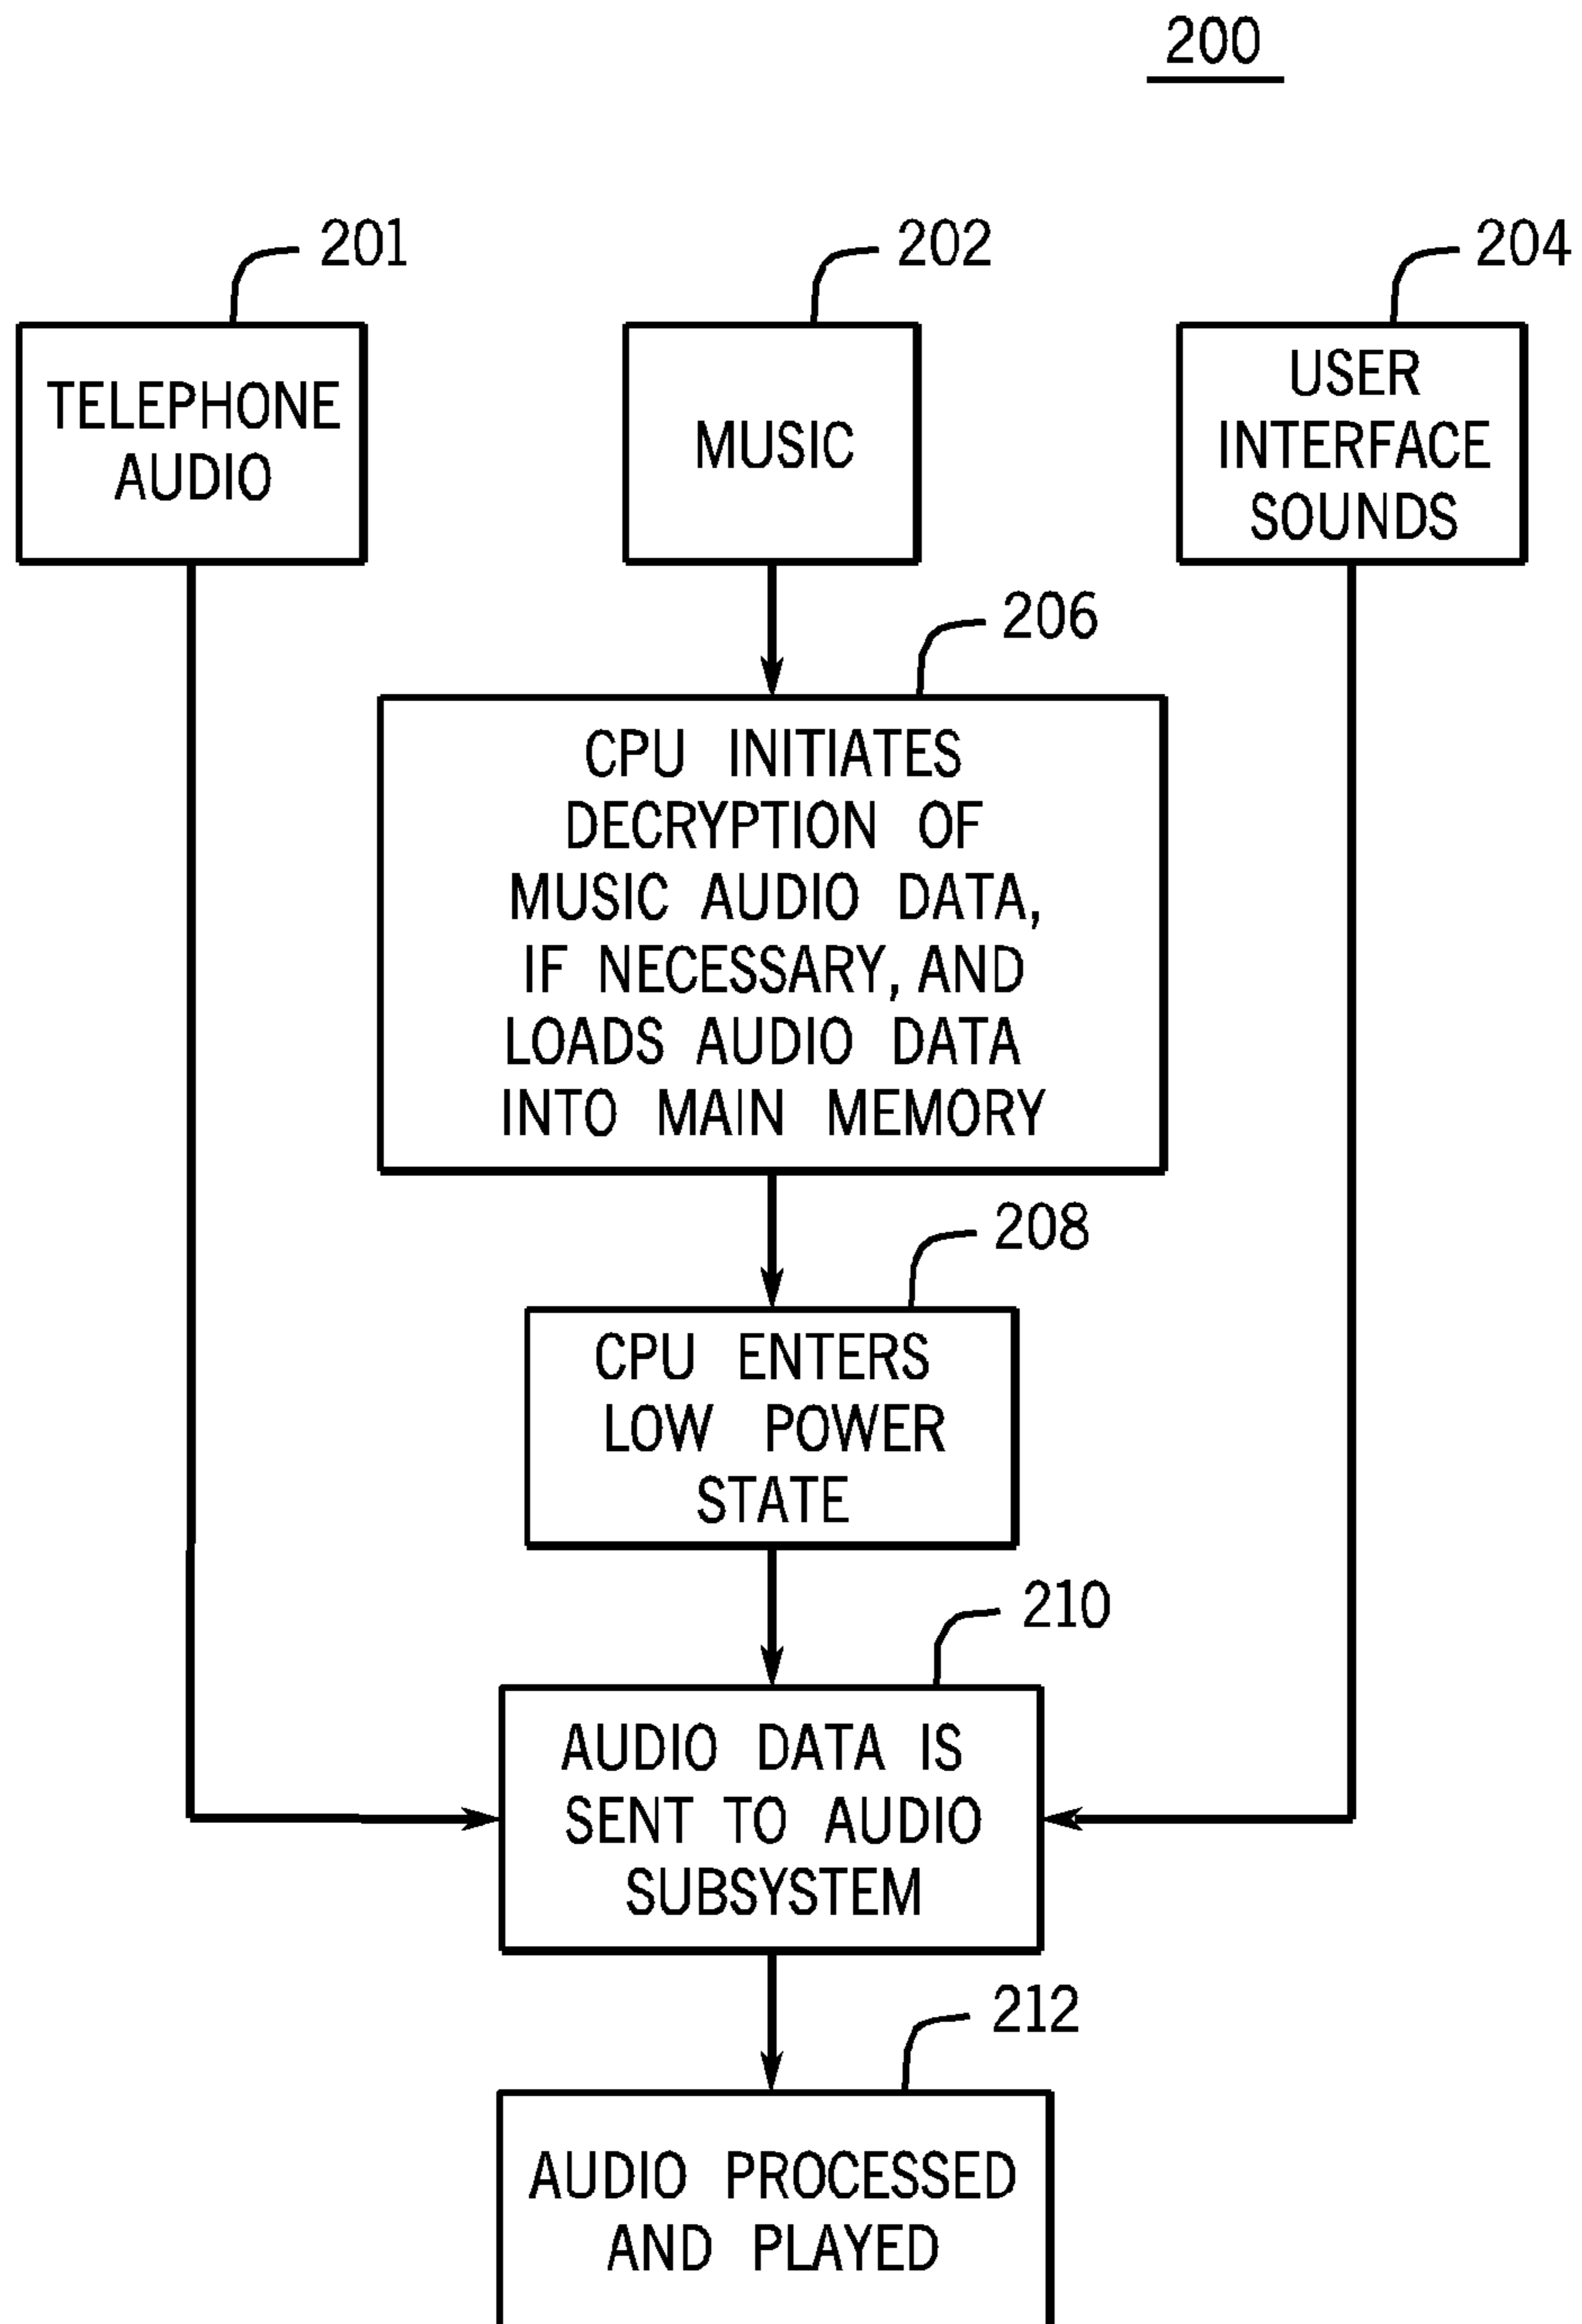 200
201
202
204
TELEPHONE
AUDIO
MUSIC
USER
INTERFACE
SOUNDS
206
CPU INITIATES
DECRYPTION OF
MUSIC AUDIO DATA,
IF NECESSARY, AND
LOADS AUDIO DATA
INTO MAIN MEMORY
208
CPU ENTERS
LOW POWER
STATE
210
AUDIO DATA IS
SENT TO AUDIO
SUBSYSTEM
212
AUDIO PROCESSED
AND PLAYED